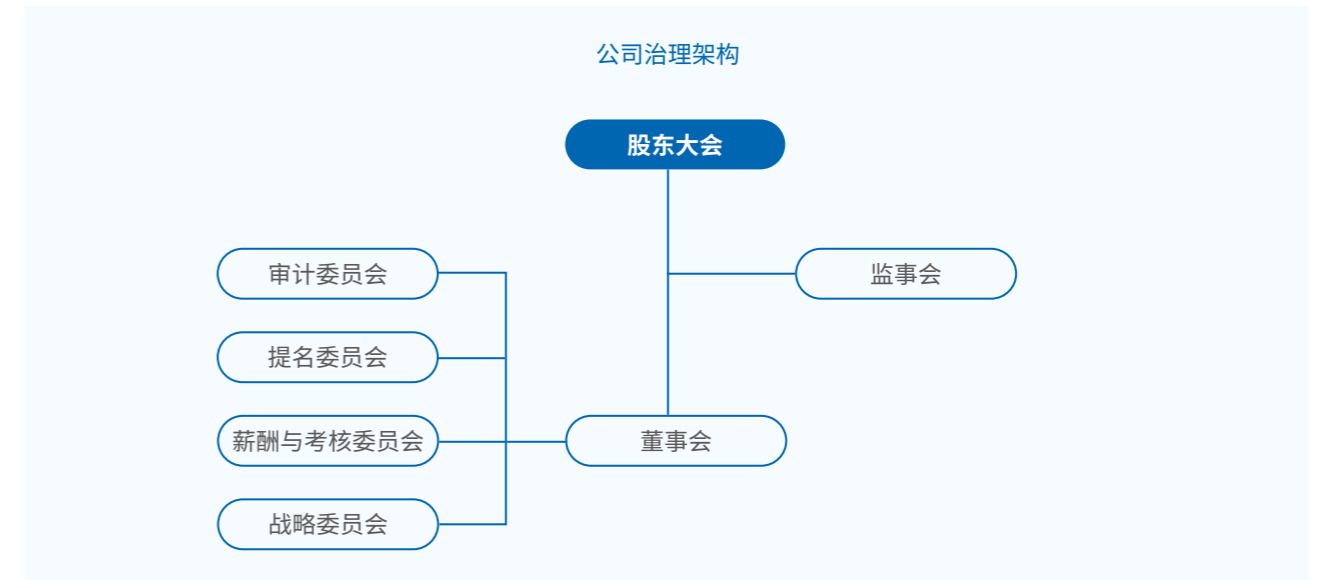 公司治理架构
股东大会
审计委员会
监事会
提名委员会
薪酬与考核委员会
董事会
战略委员会